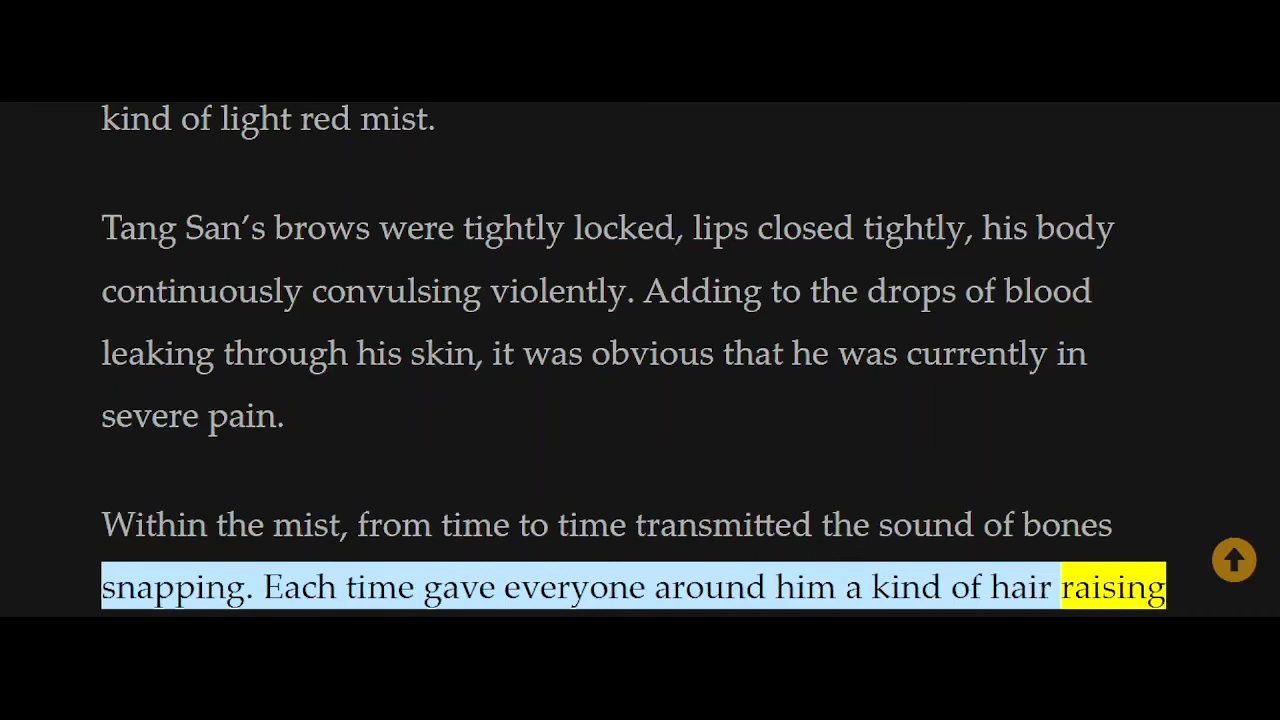 kind of light red mist.
Tang San’s brows were tightly locked, lips closed tightly, his body
continuously convulsing violently. Adding to the drops of blood
leaking through his skin, it was obvious that he was currently in
severe pain.
Within the mist, from time to time transmitted the sound of bones
snapping. Each time gave everyone around him a kind of hair raising